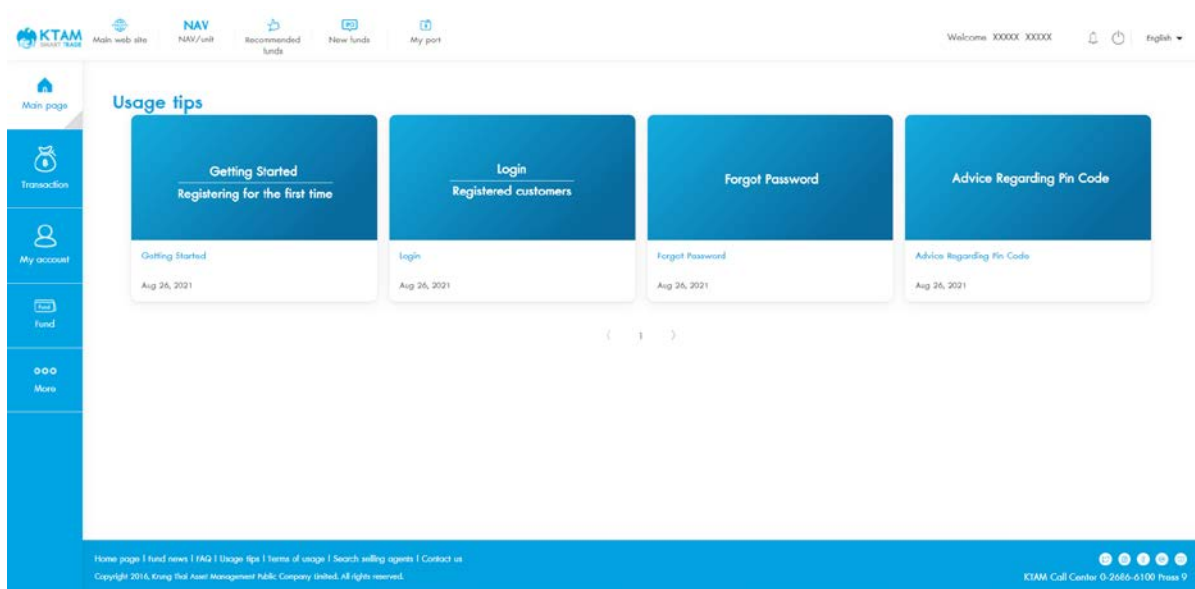 KTAM
SMART TRADE
Main web site
NAV
NAV/unit
Recommended
funds
New funds
My port
Welcome XXXXX XXXXX
English
Main page
Transaction
My account
Fund
Fund
More
Usage tips
Getting Started
Registering for the first time
Getting Started
Aug 26, 2021
Login
Registered customers
Login
Aug 26, 2021
Forgot Password
Forgot Password
Aug 26, 2021
Advice Regarding Pin Code
Advice Regarding Pin Code
Aug 26, 2021
1
Home page | Fund news | FAQ | Usage tips | Terms of usage | Search selling agents | Contact us
Copyright 2016, Krung Thai Asset Management Public Company Limited. All rights reserved.
KTAM Call Center 0-2686-6100 Press 9